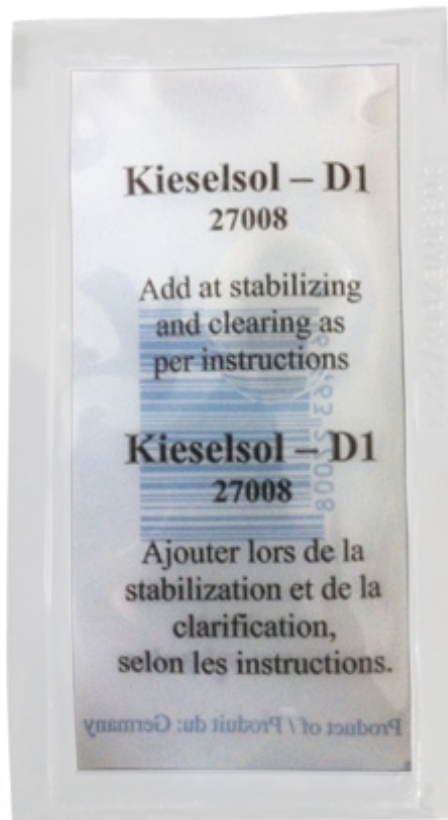 Kieselsol – D1
27008
Add at stabilizing
and clearing as
per instructions
Kieselsol – D1
27008
Ajouter lors de la
stabilization et de la
clarification,
selon les instructions.
Product of / Produit du: Germany